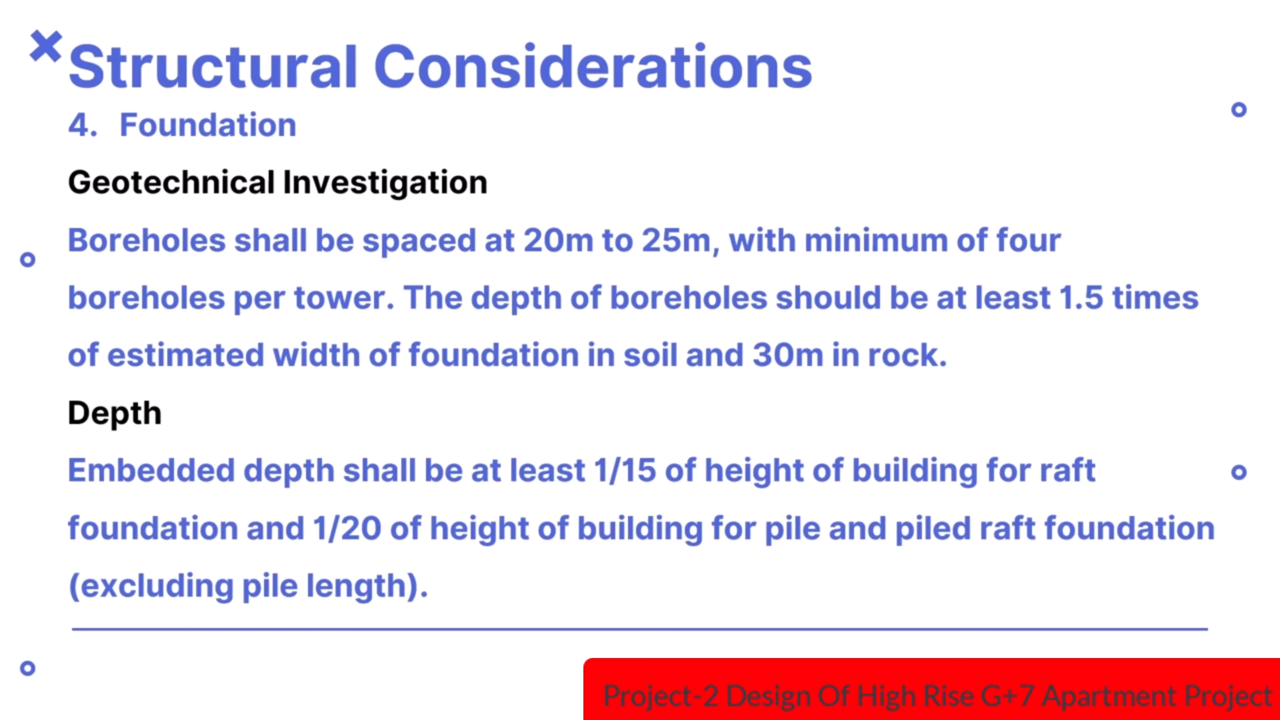 Structural Considerations
4. Foundation
Geotechnical Investigation
Boreholes shall be spaced at 20m to 25m, with minimum of four
boreholes per tower. The depth of boreholes should be at least 1.5 times
of estimated width of foundation in soil and 30m in rock.
Depth
Embedded depth shall be at least 1/15 of height of building for raft
foundation and 1/20 of height of building for pile and piled raft foundation
(excluding pile length).
Project-2 Design Of High Rise G+7 Apartment Project